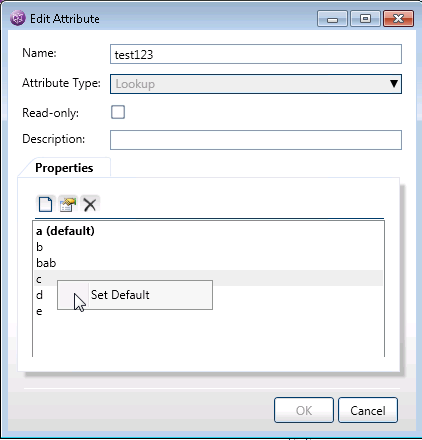 Edit Attribute
Name: test123
Attribute Type: Lookup
Read-only:
Description:
Properties
a (default)
b
bab
c
Set Default
d
e
OK Cancel